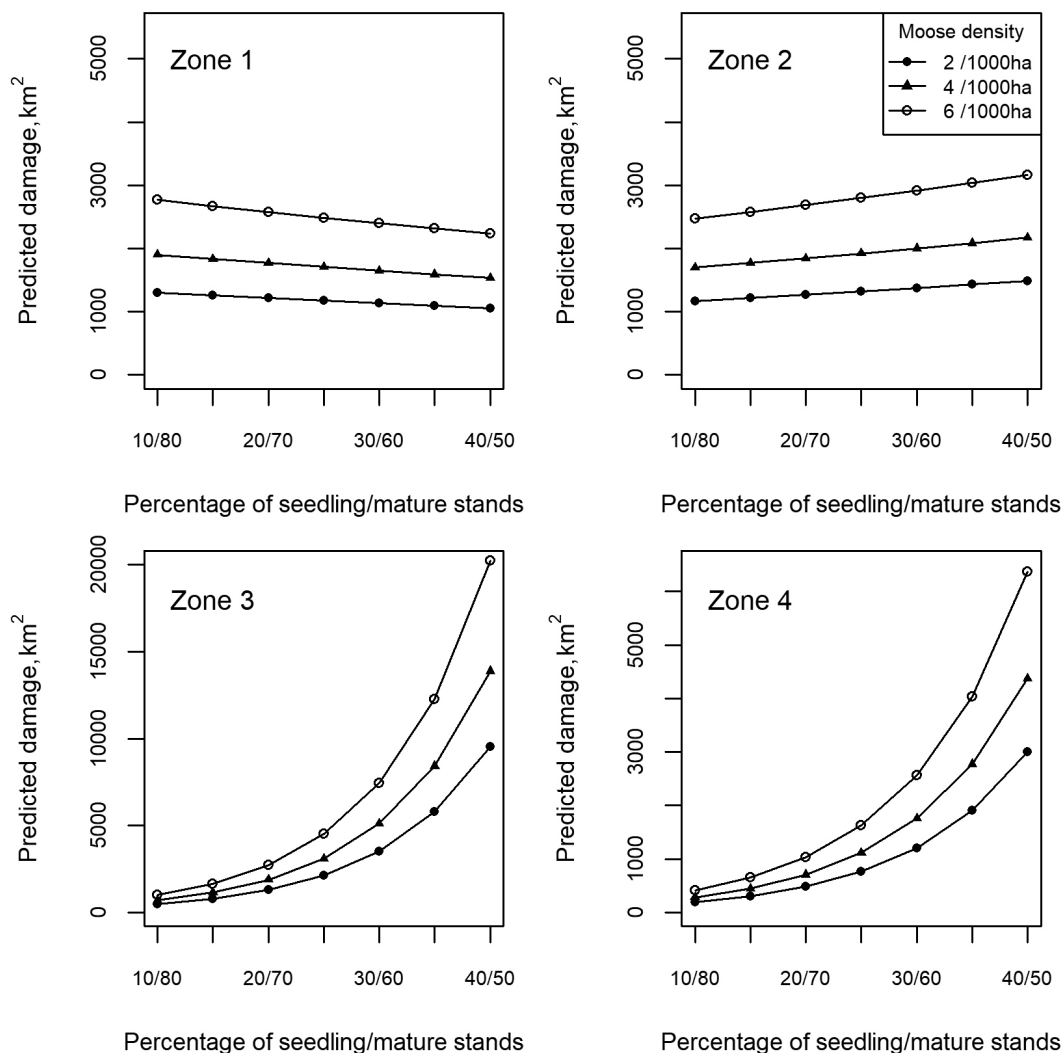 Zone 1
Predicted damage, km²
0
1000
3000
5000
10/80 20/70 30/60 40/50
Percentage of seedling/mature stands
Zone 2
Moose density
2 /1000ha
4 /1000ha
6 /1000ha
Predicted damage, km²
0
1000
3000
5000
10/80 20/70 30/60 40/50
Percentage of seedling/mature stands
Zone 3
Predicted damage, km²
0
5000
10000
15000
20000
10/80 20/70 30/60 40/50
Percentage of seedling/mature stands
Zone 4
Predicted damage, km²
0
1000
3000
5000
10/80 20/70 30/60 40/50
Percentage of seedling/mature stands